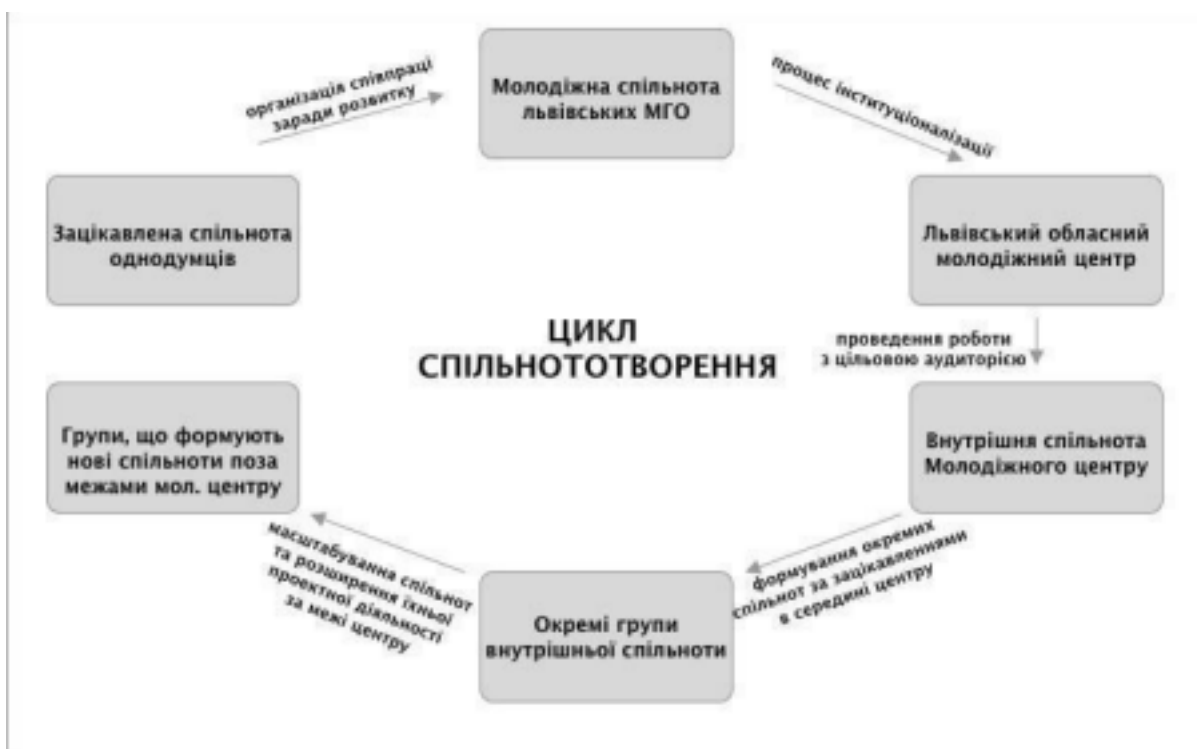 організація співпраці
заради розвитку
Молодіжна спільнота
львівських МГО
процес інституціоналізації
Зацікавлена спільнота
однодумців
Львівський обласний
молодіжний центр
ЦИКЛ
СПІЛЬНОТОТВОРЕННЯ
проведення роботи
з цільовою аудиторією
Групи, що формують
нові спільноти поза
межами мол. центру
Внутрішня спільнота
Молодіжного центру
масштабування спільнот
та розширення їхньої
проектної діяльності
за межі центру
Окремі групи
внутрішньої спільноти
формування окремих
спільнот за зацікавленнями
в середині центру